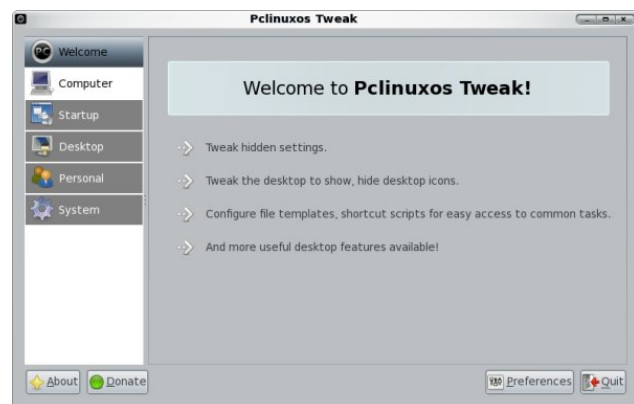 Pclinuxos Tweak
PC Welcome
Computer
Startup
Desktop
Personal
System
Welcome to Pclinuxos Tweak!
Tweak hidden settings.
Tweak the desktop to show, hide desktop icons.
Configure file templates, shortcut scripts for easy access to common tasks.
And more useful desktop features available!
About
Donate
Preferences
Quit